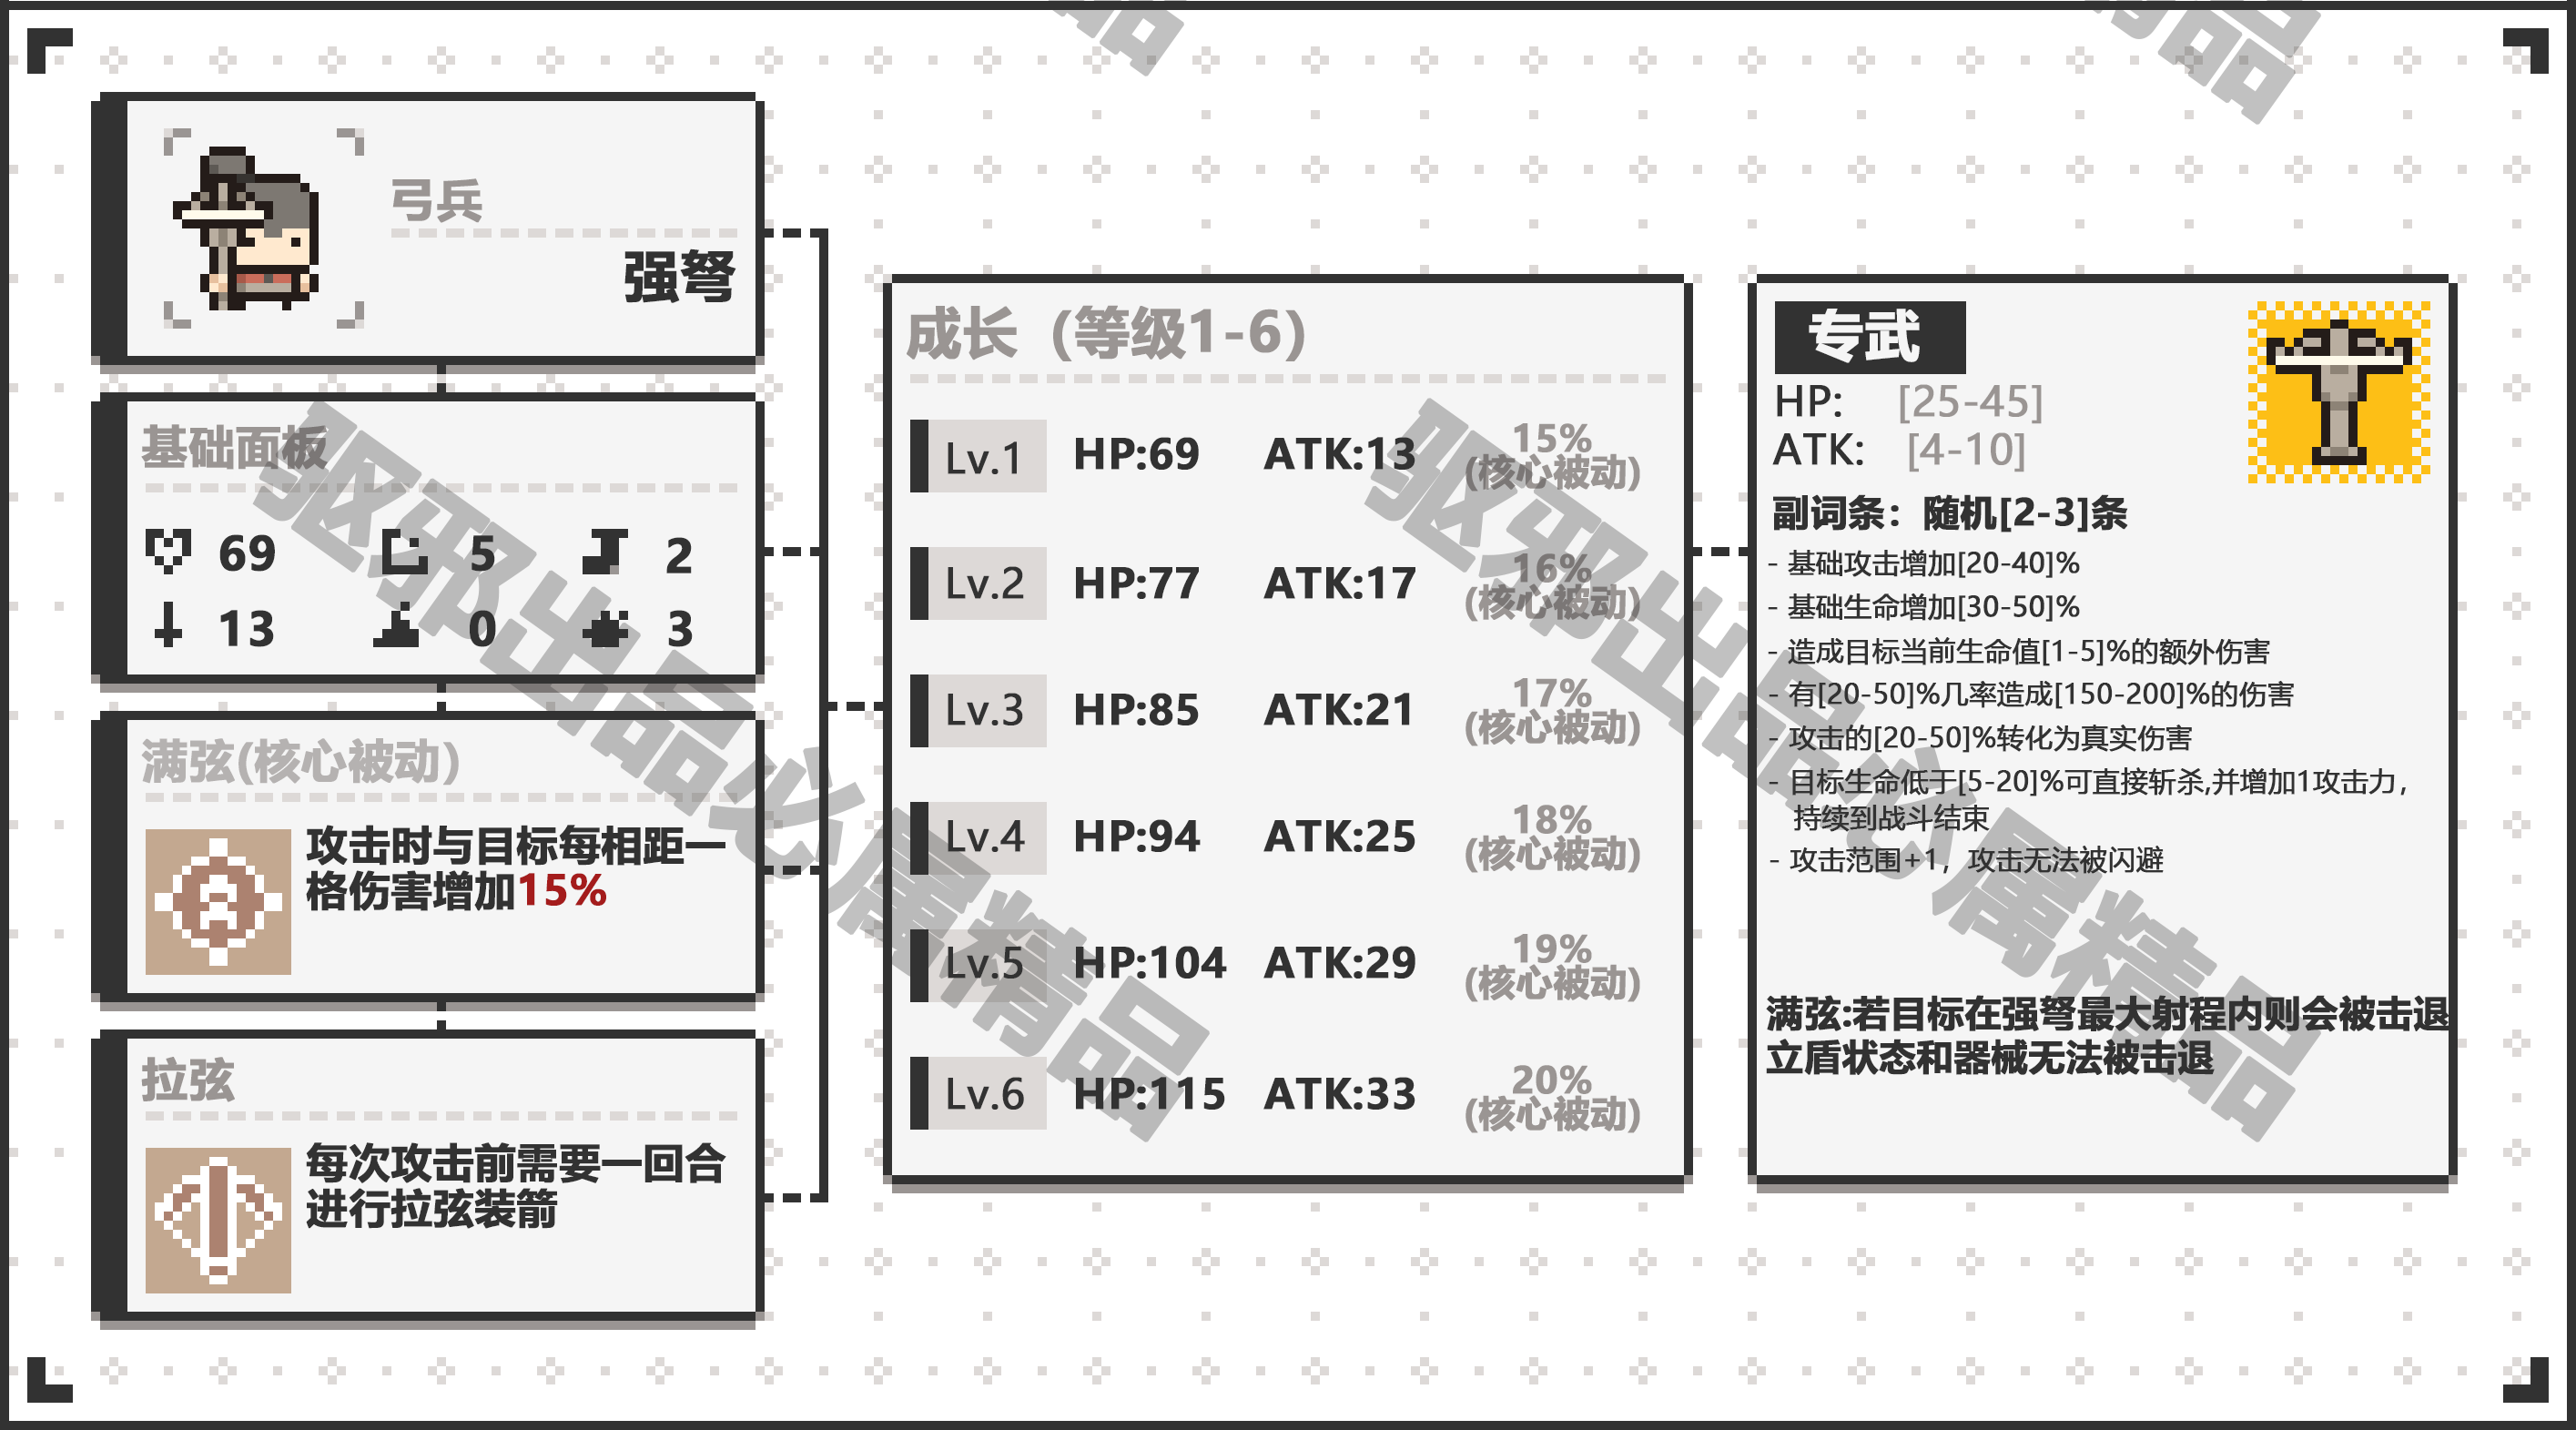 弓兵
强弩
基础面板
69 5 2
13 0 3
满弦(核心被动)
攻击时与目标每相距一
格伤害增加15%
拉弦
每次攻击前需要一回合
进行拉弦装箭
成长（等级1-6）
Lv.1 HP:69 ATK:13 15%
(核心被动)
Lv.2 HP:77 ATK:17 16%
(核心被动)
Lv.3 HP:85 ATK:21 17%
(核心被动)
Lv.4 HP:94 ATK:25 18%
(核心被动)
Lv.5 HP:104 ATK:29 19%
(核心被动)
Lv.6 HP:115 ATK:33 20%
(核心被动)
专武
HP: [25-45]
ATK: [4-10]
副词条：随机[2-3]条
- 基础攻击增加[20-40]%
- 基础生命增加[30-50]%
- 造成目标当前生命值[1-5]%的额外伤害
- 有[20-50]%几率造成[150-200]%的伤害
- 攻击的[20-50]%转化为真实伤害
- 目标生命低于[5-20]%可直接斩杀,并增加1攻击力，
持续到战斗结束
- 攻击范围+1，攻击无法被闪避
满弦:若目标在强弩最大射程内则会被击退
立盾状态和器械无法被击退
驱邪出品必属精品
驱邪出品必属精品
品
精品